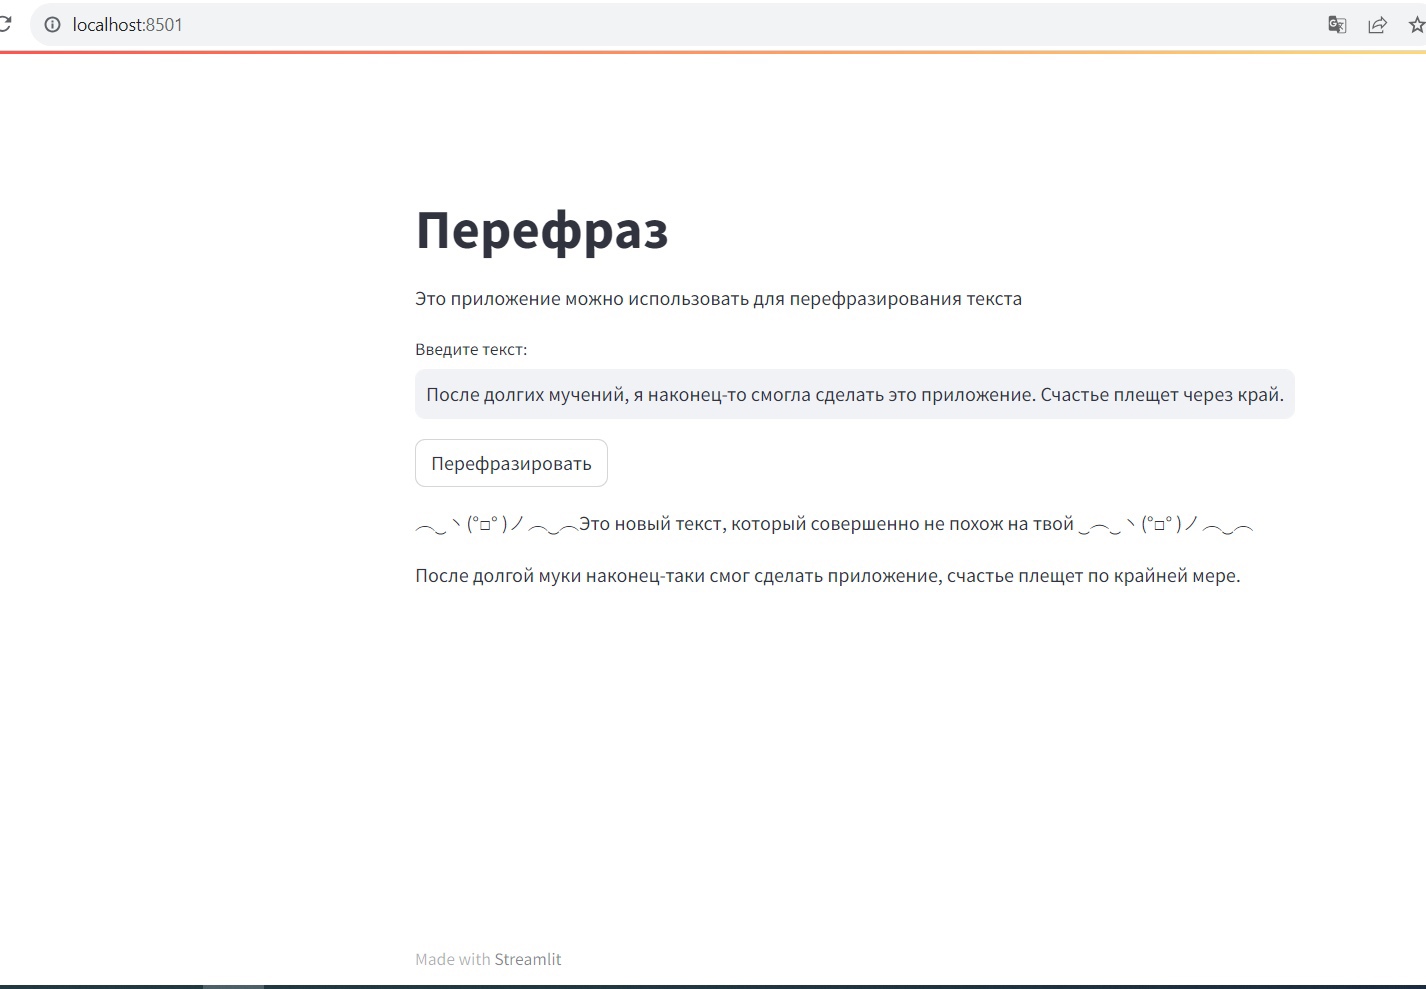 localhost:8501
Перефраз
Это приложение можно использовать для перефразирования текста
Введите текст:
После долгих мучений, я наконец-то смогла сделать это приложение. Счастье плещет через край.
Перефразировать
︵‿ヽ(°□° )ノ︵‿︵Это новый текст, который совершенно не похож на твой ‿︵‿ヽ(°□° )ノ︵‿︵
После долгой муки наконец-таки смог сделать приложение, счастье плещет по крайней мере.
Made with Streamlit